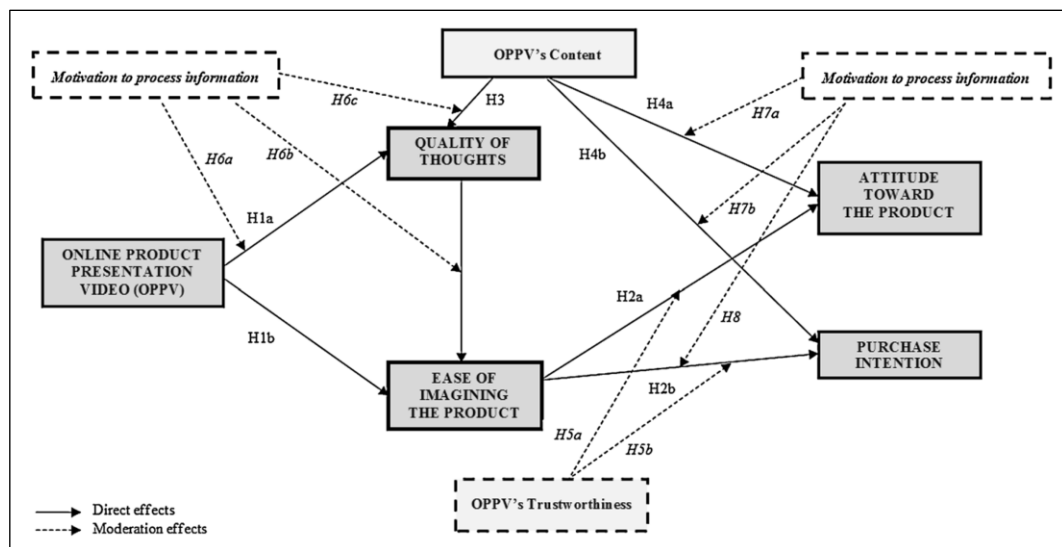 OPPV's Content
Motivation to process information
Motivation to process information
H6c
H3
H4a
H7a
H6a
H6b
QUALITY OF
THOUGHTS
H4b
ATTITUDE
TOWARD
THE PRODUCT
H1a
H7b
ONLINE PRODUCT
PRESENTATION
VIDEO (OPPV)
H2a
H8
H1b
PURCHASE
INTENTION
EASE OF
IMAGINING
THE PRODUCT
H2b
H5a
H5b
OPPV's Trustworthiness
Direct effects
Moderation effects